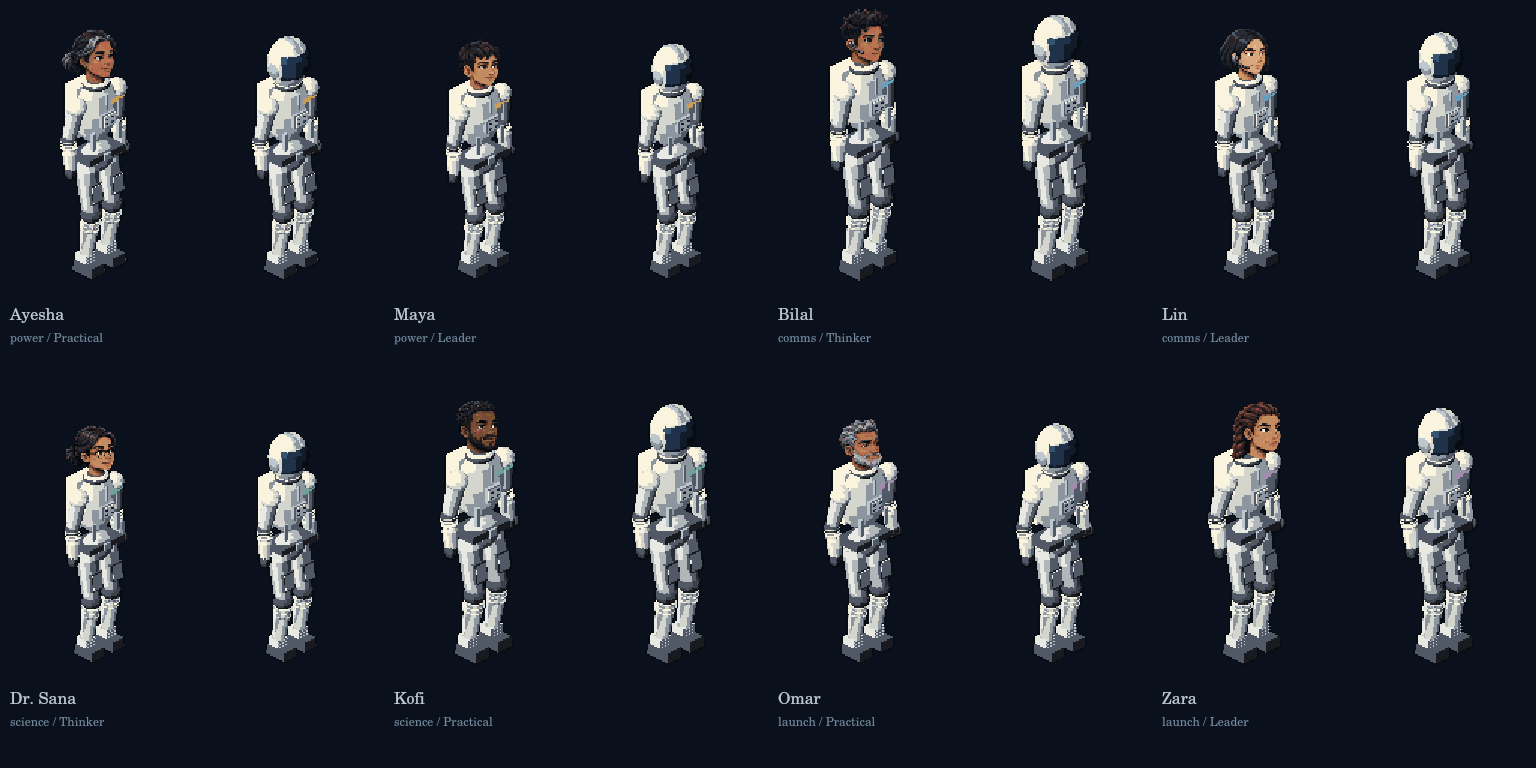 Ayesha
power / Practical
Maya
power / Leader
Bilal
comms / Thinker
Lin
comms / Leader
Dr. Sana
science / Thinker
Kofi
science / Practical
Omar
launch / Practical
Zara
launch / Leader